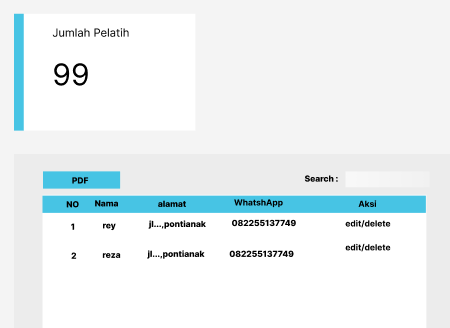 Jumlah Pelatih
99
PDF Search :
NO Nama alamat WhatshApp Aksi
1 rey jl...,pontianak 082255137749 edit/delete
2 reza jl...,pontianak 082255137749 edit/delete